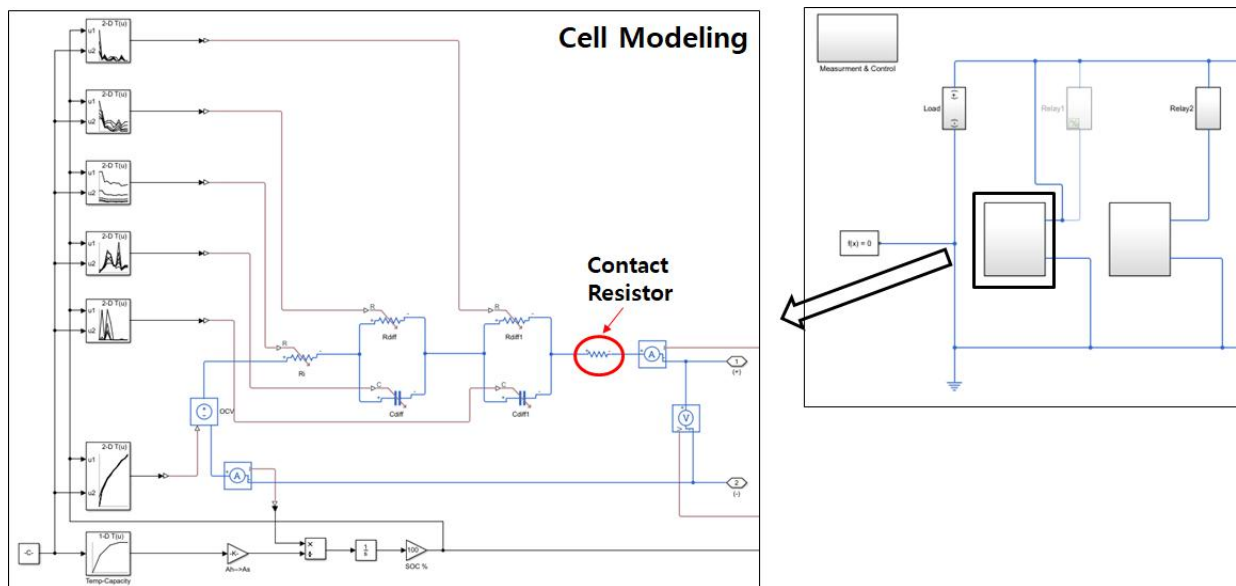 Cell Modeling
2-D T(u)
u1
u2
2-D T(u)
u1
u2
2-D T(u)
u1
u2
2-D T(u)
u1
u2
2-D T(u)
u1
u2
Contact
Resistor
R
Rdiff
R
Rdiff1
R
Ri
C
Cdiff
C
Cdiff1
+
-
A
1
(+)
OCV
V
2-D T(u)
u1
u2
A
2
(-)
-C-
1-D T(u)
Temp-Capacity
-K-
Ah-->As
×
÷
1
s
100
SOC %
Measurment & Control
Load
(+)
(-)
Relay1
Relay2
f(x) = 0